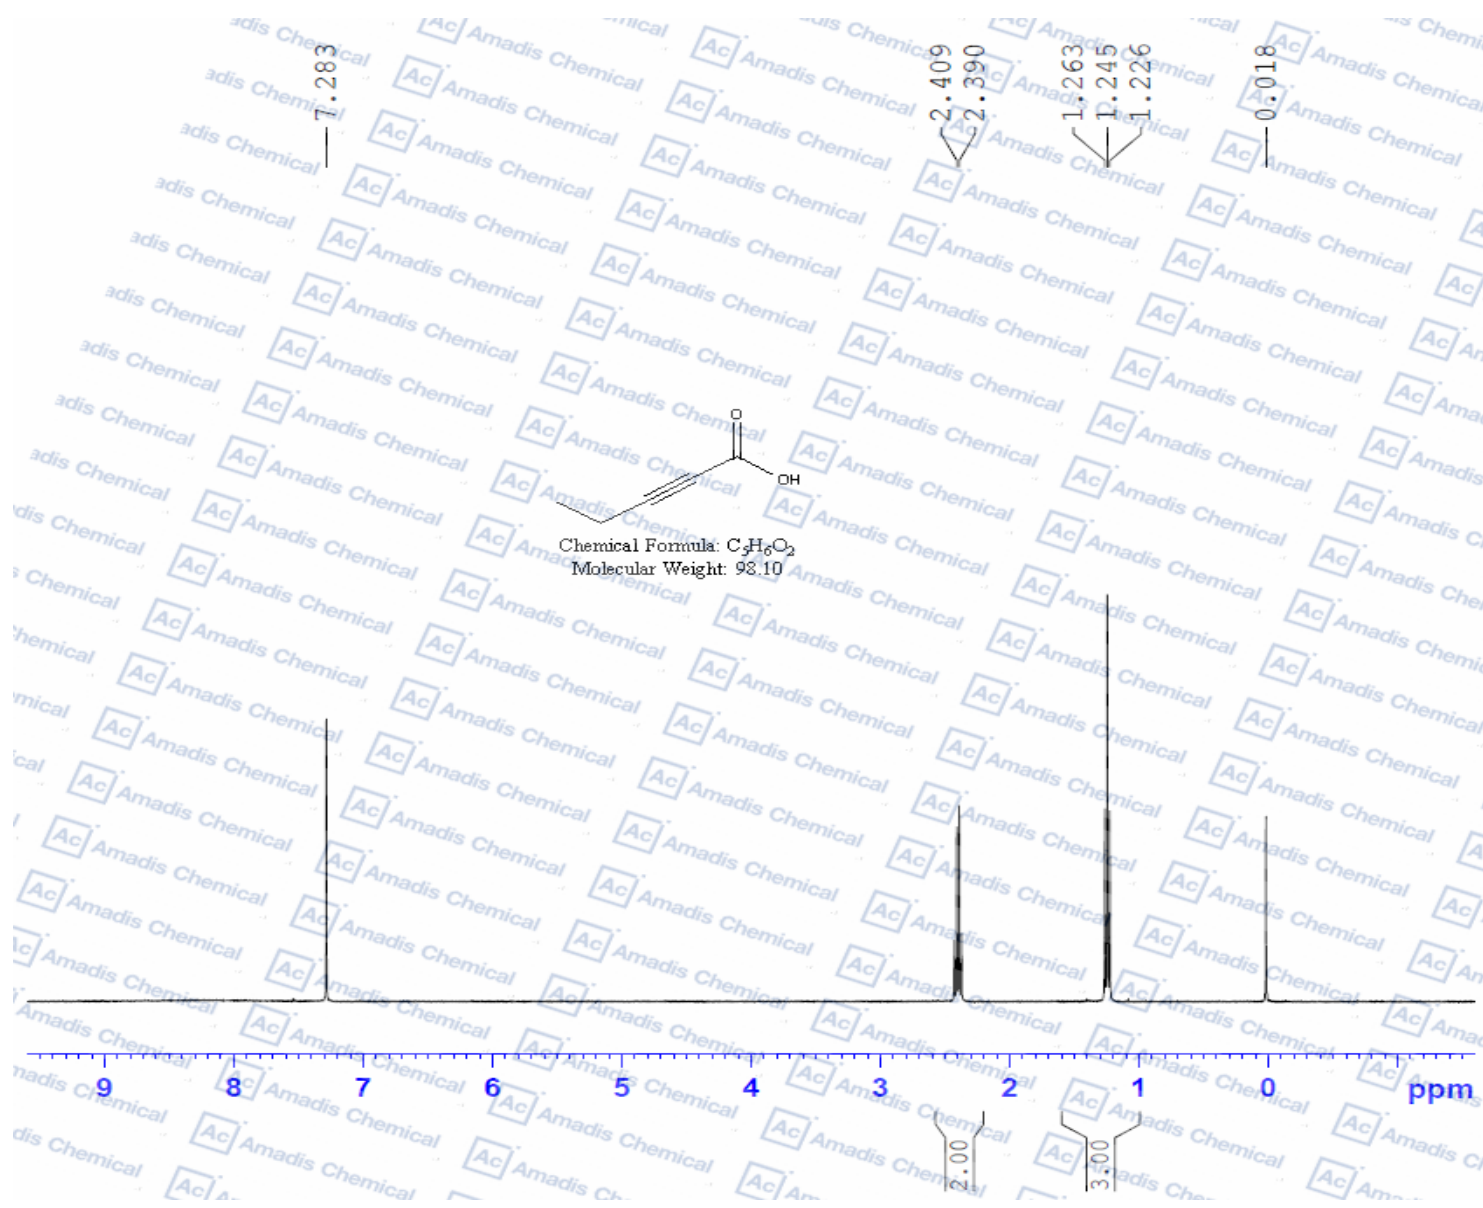 7.283
2.409
2.390
1.263
1.245
1.226
0.018
O
OH
Chemical Formula: C5H6O2
Molecular Weight: 98.10
9 8 7 6 5 4 3 2 1 0 ppm
2.00
3.00
Ac Amadis Chemical